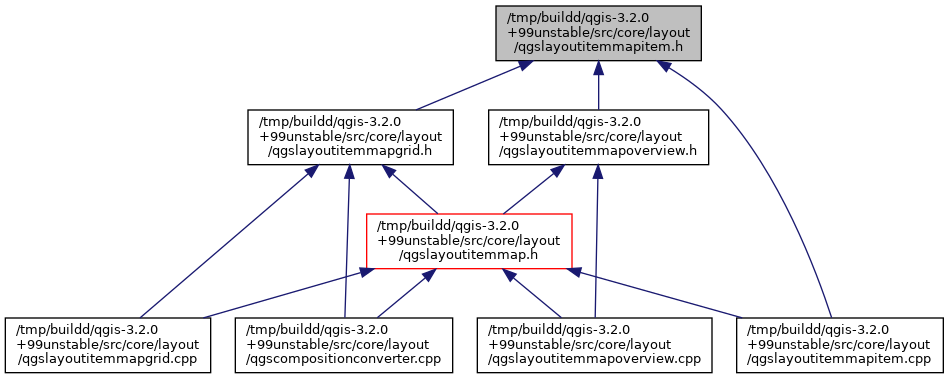 /tmp/buildd/qgis-3.2.0
+99unstable/src/core/layout
/qgslayoutitemmapitem.h
/tmp/buildd/qgis-3.2.0
+99unstable/src/core/layout
/qgslayoutitemmapgrid.h
/tmp/buildd/qgis-3.2.0
+99unstable/src/core/layout
/qgslayoutitemmapoverview.h
/tmp/buildd/qgis-3.2.0
+99unstable/src/core/layout
/qgslayoutitemmap.h
/tmp/buildd/qgis-3.2.0
+99unstable/src/core/layout
/qgslayoutitemmapgrid.cpp
/tmp/buildd/qgis-3.2.0
+99unstable/src/core/layout
/qgscompositionconverter.cpp
/tmp/buildd/qgis-3.2.0
+99unstable/src/core/layout
/qgslayoutitemmapoverview.cpp
/tmp/buildd/qgis-3.2.0
+99unstable/src/core/layout
/qgslayoutitemmapitem.cpp